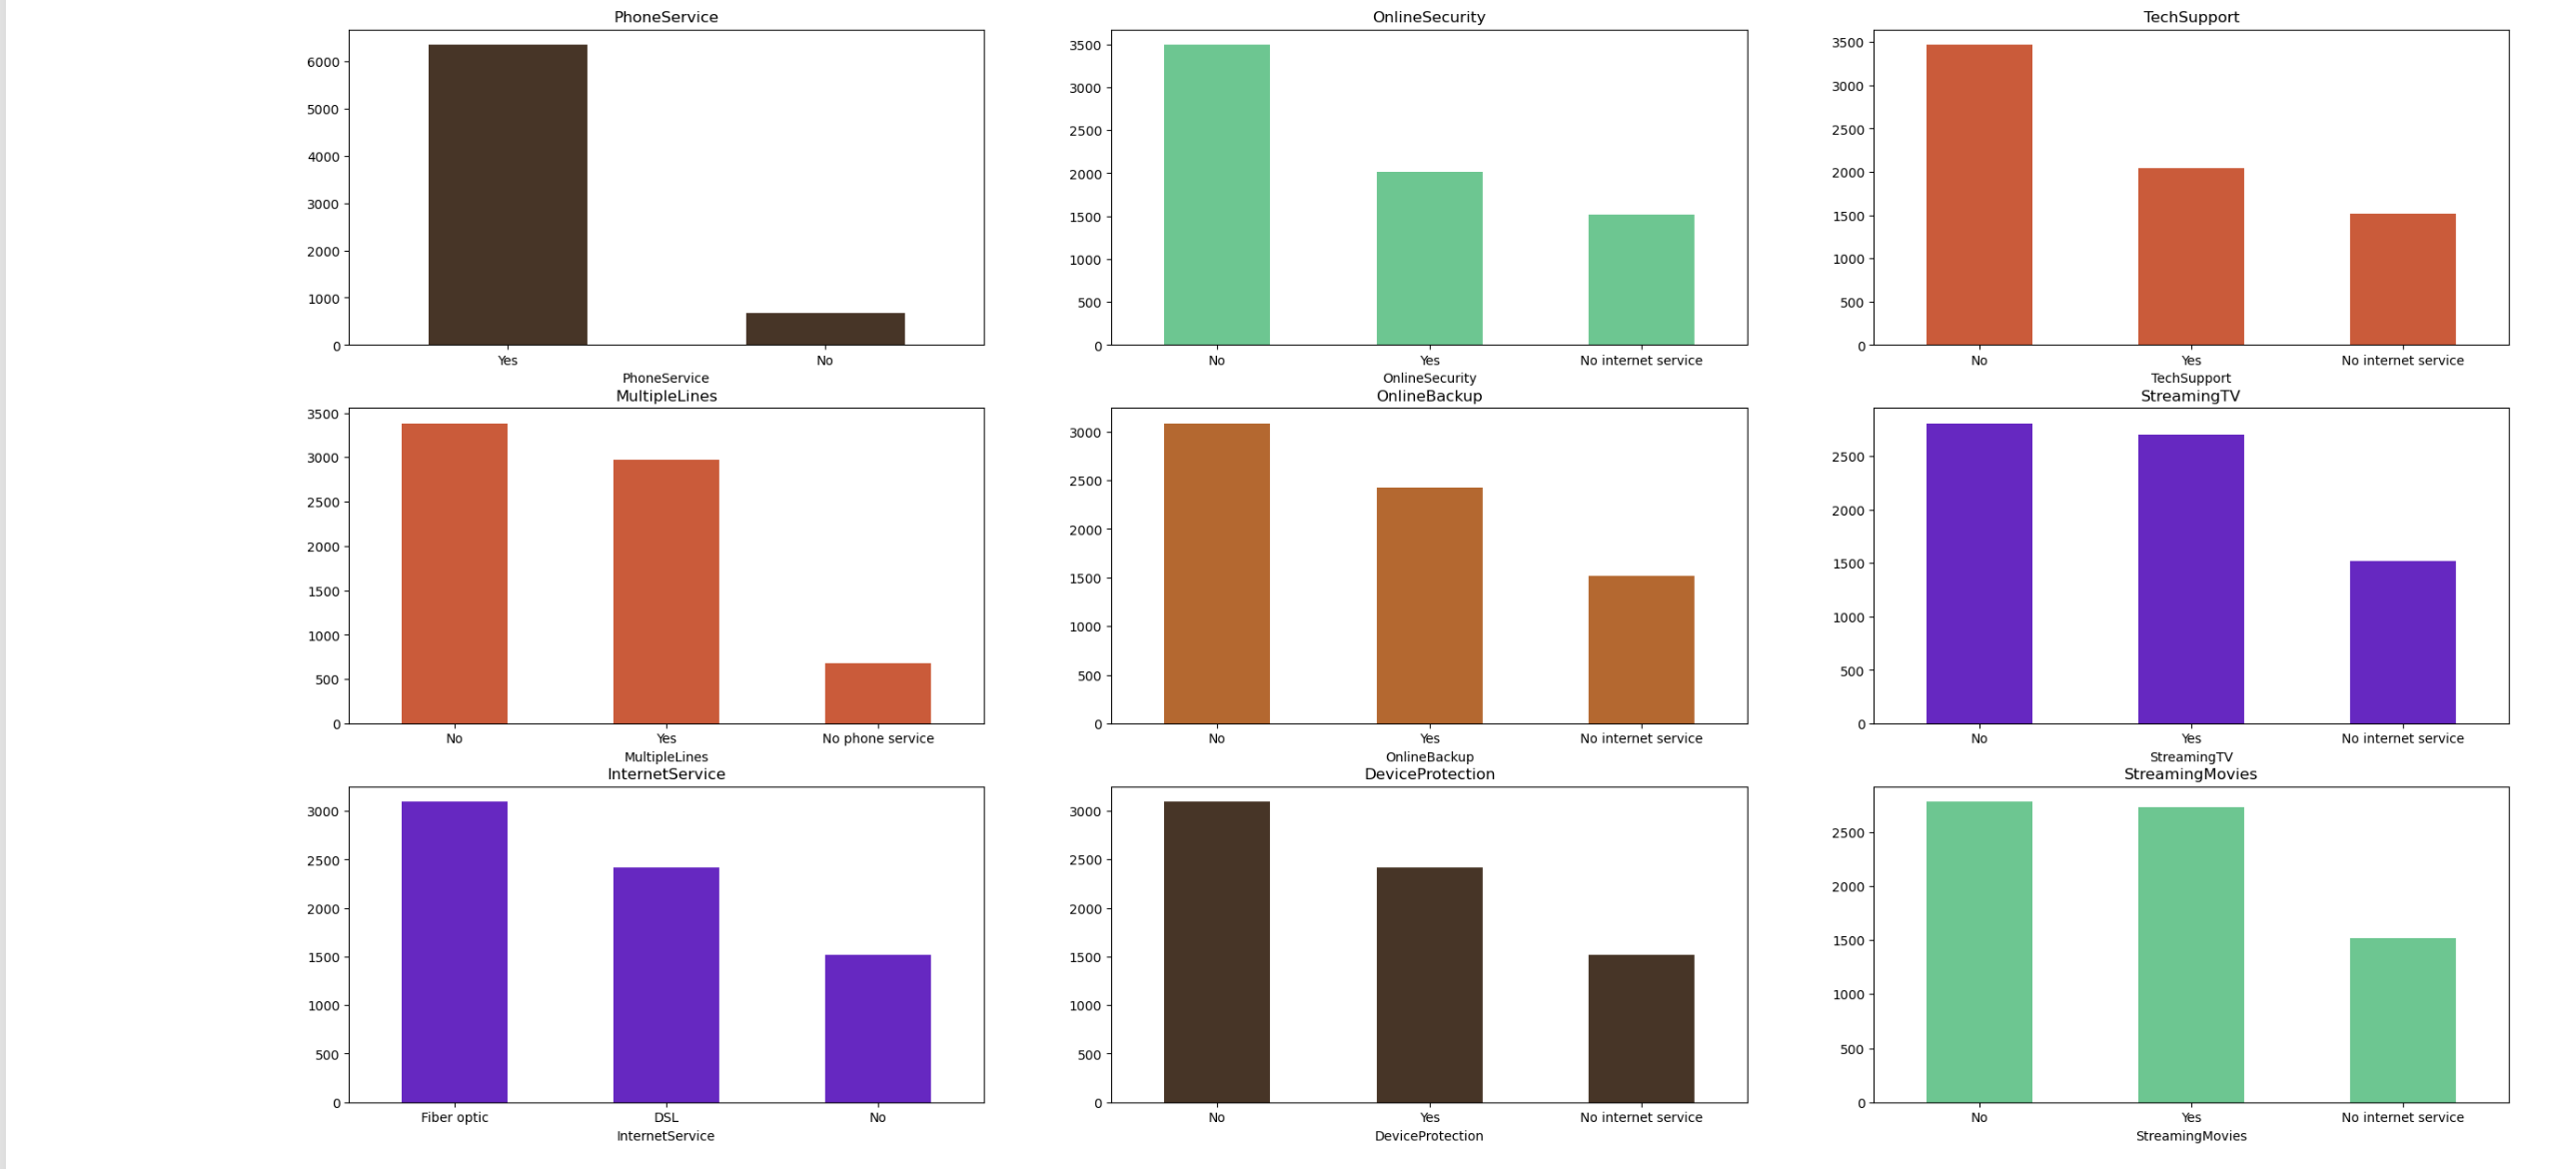 PhoneService
6000
5000
4000
3000
2000
1000
0
Yes No
PhoneService
OnlineSecurity
3500
3000
2500
2000
1500
1000
500
0
No Yes No internet service
OnlineSecurity
TechSupport
3500
3000
2500
2000
1500
1000
500
0
No Yes No internet service
TechSupport
MultipleLines
3500
3000
2500
2000
1500
1000
500
0
No Yes No phone service
MultipleLines
OnlineBackup
3000
2500
2000
1500
1000
500
0
No Yes No internet service
OnlineBackup
StreamingTV
2500
2000
1500
1000
500
0
No Yes No internet service
StreamingTV
InternetService
3000
2500
2000
1500
1000
500
0
Fiber optic DSL No
InternetService
DeviceProtection
3000
2500
2000
1500
1000
500
0
No Yes No internet service
DeviceProtection
StreamingMovies
2500
2000
1500
1000
500
0
No Yes No internet service
StreamingMovies